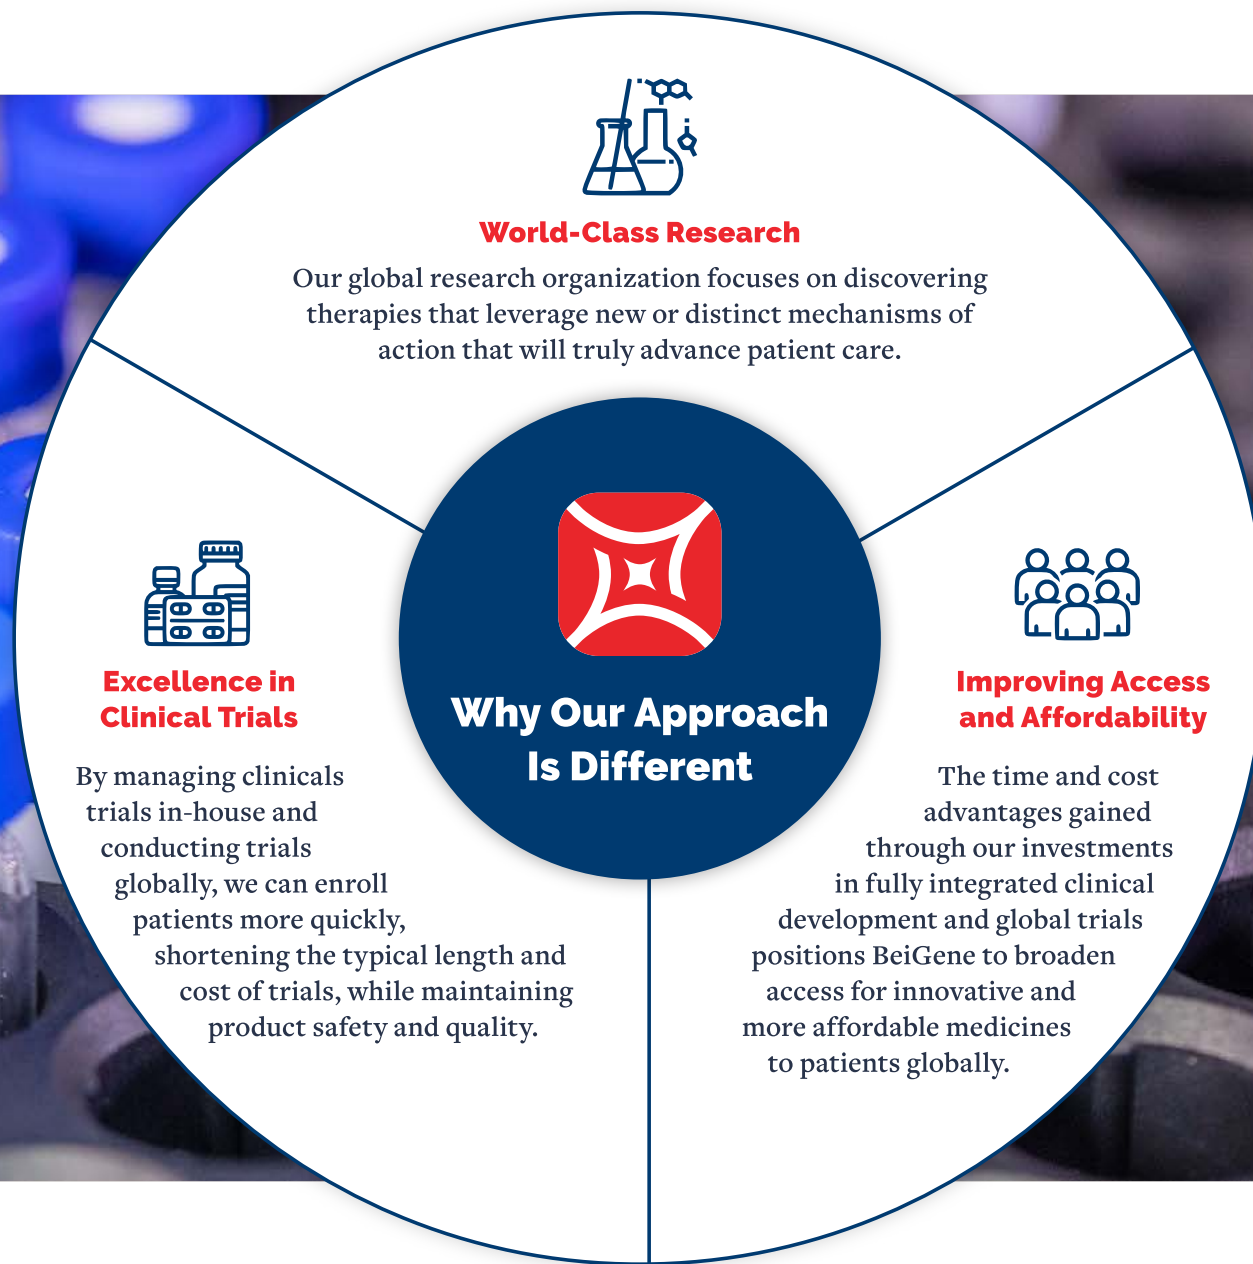 World-Class Research
Our global research organization focuses on discovering
therapies that leverage new or distinct mechanisms of
action that will truly advance patient care.
Why Our Approach
Is Different
Excellence in
Clinical Trials
By managing clinicals
trials in-house and
conducting trials
globally, we can enroll
patients more quickly,
shortening the typical length and
cost of trials, while maintaining
product safety and quality.
Improving Access
and Affordability
The time and cost
advantages gained
through our investments
in fully integrated clinical
development and global trials
positions BeiGene to broaden
access for innovative and
more affordable medicines
to patients globally.